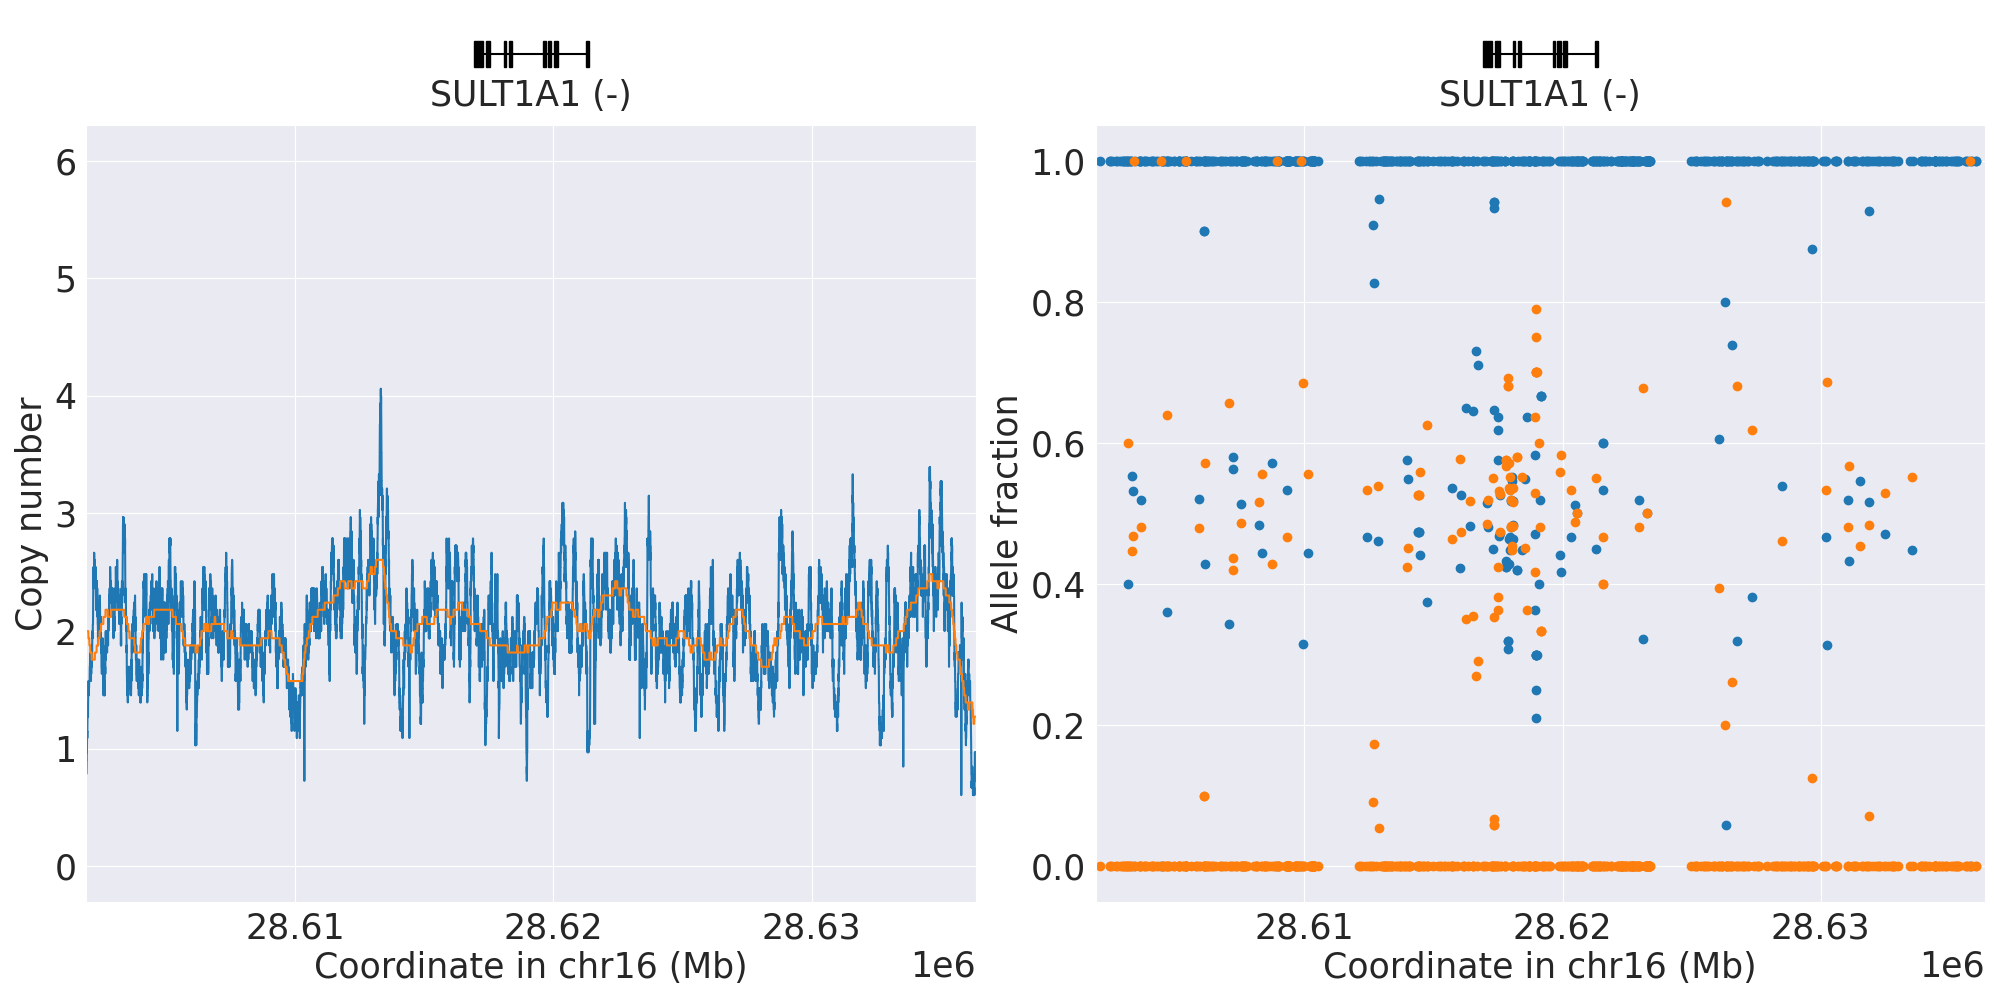 SULT1A1 (-)
6
5
4
3
2
1
0
Copy number
28.61
28.62
28.63
Coordinate in chr16 (Mb)
1e6
SULT1A1 (-)
1.0
0.8
0.6
0.4
0.2
0.0
Allele fraction
28.61
28.62
28.63
Coordinate in chr16 (Mb)
1e6